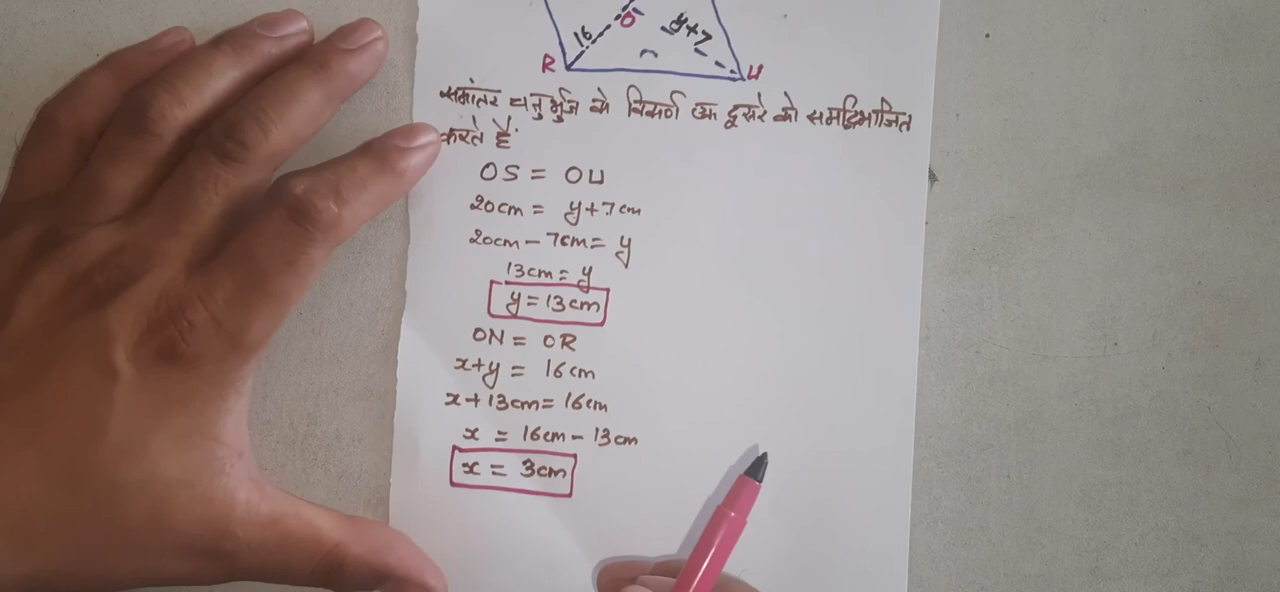 16 O y+7
R U
समांतर चतुर्भुज के विकर्ण एक दूसरे को समद्विभाजित
करते हैं.
OS = OU
20cm = y+7cm
20cm - 7cm = y
13cm = y
y = 13cm
ON = OR
x+y = 16cm
x+13cm = 16cm
x = 16cm - 13cm
x = 3cm